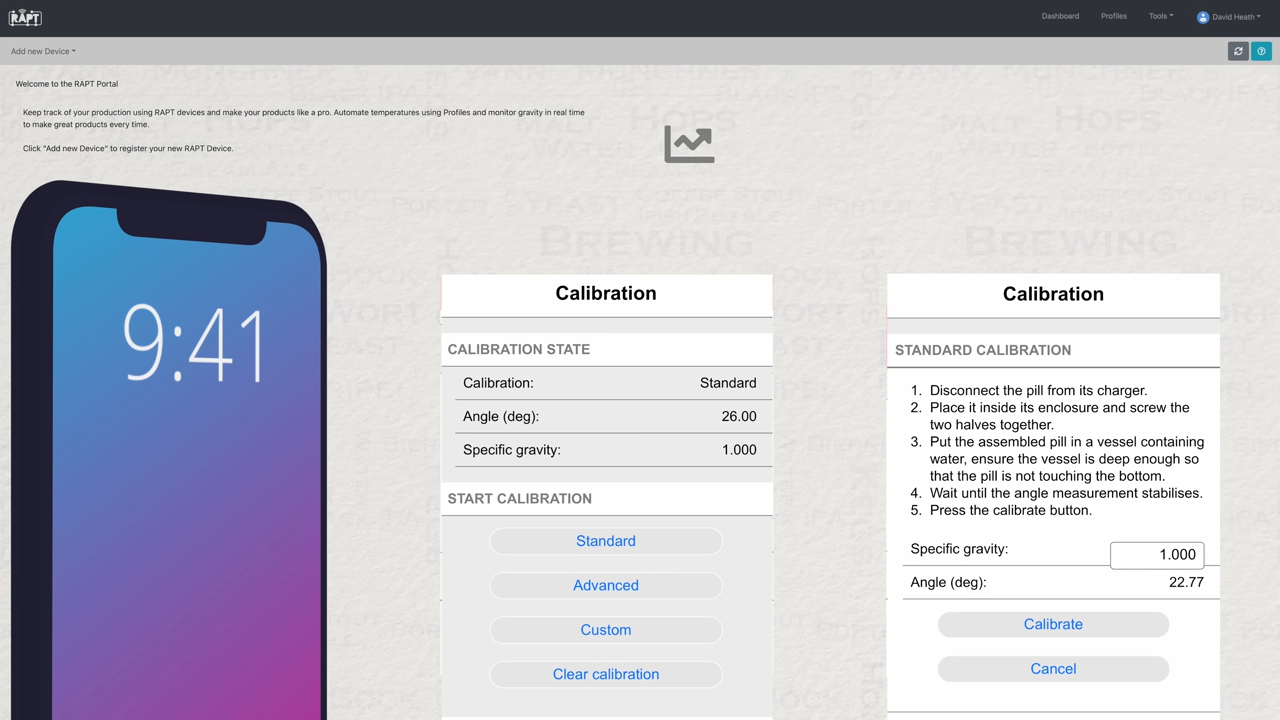 RAPT
Dashboard
Profiles
Tools
David Heath
Add new Device
Welcome to the RAPT Portal
Keep track of your production using RAPT devices and make your products like a pro. Automate temperatures using Profiles and monitor gravity in real time
to make great products every time.
Click "Add new Device" to register your new RAPT Device.
9:41
Calibration
CALIBRATION STATE
Calibration: Standard
Angle (deg): 26.00
Specific gravity: 1.000
START CALIBRATION
Standard
Advanced
Custom
Clear calibration
Calibration
STANDARD CALIBRATION
1. Disconnect the pill from its charger.
2. Place it inside its enclosure and screw the
two halves together.
3. Put the assembled pill in a vessel containing
water, ensure the vessel is deep enough so
that the pill is not touching the bottom.
4. Wait until the angle measurement stabilises.
5. Press the calibrate button.
Specific gravity: 1.000
Angle (deg): 22.77
Calibrate
Cancel
Brewing
Brewing